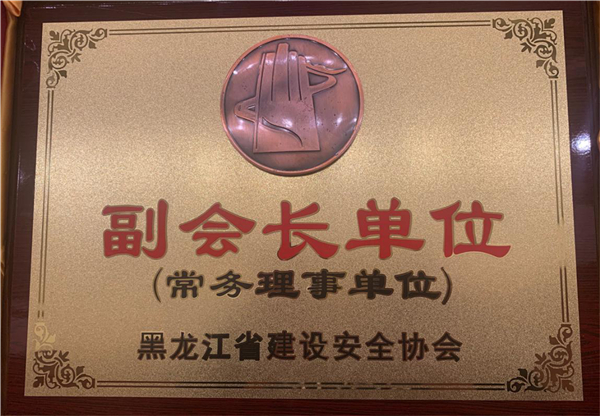 副会长单位
(常务理事单位)
黑龙江省建设安全协会